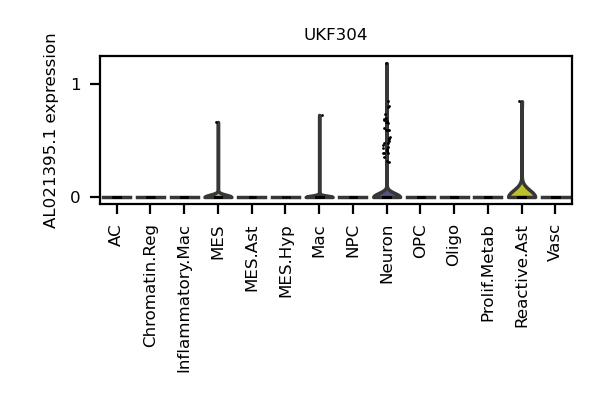 UKF304
AL021395.1 expression
1
0
AC
Chromatin.Reg
Inflammatory.Mac
MES
MES.Ast
MES.Hyp
Mac
NPC
Neuron
OPC
Oligo
Prolif.Metab
Reactive.Ast
Vasc